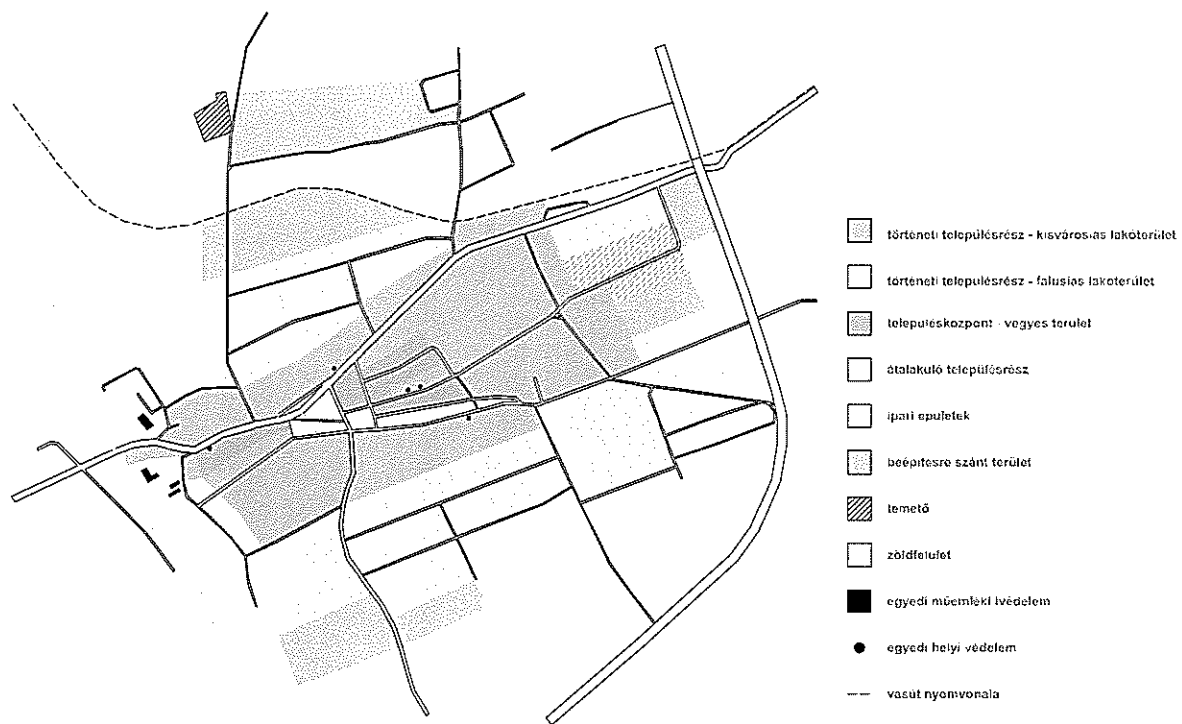 történeti településrész - kisvárosias lakóterület
történeti településrész - falusias lakóterület
településközpont - vegyes terület
átalakuló településrész
ipari épületek
beépítésre szánt terület
temető
zöldfelület
egyedi műemléki védelem
egyedi helyi védelem
vasút nyomvonala